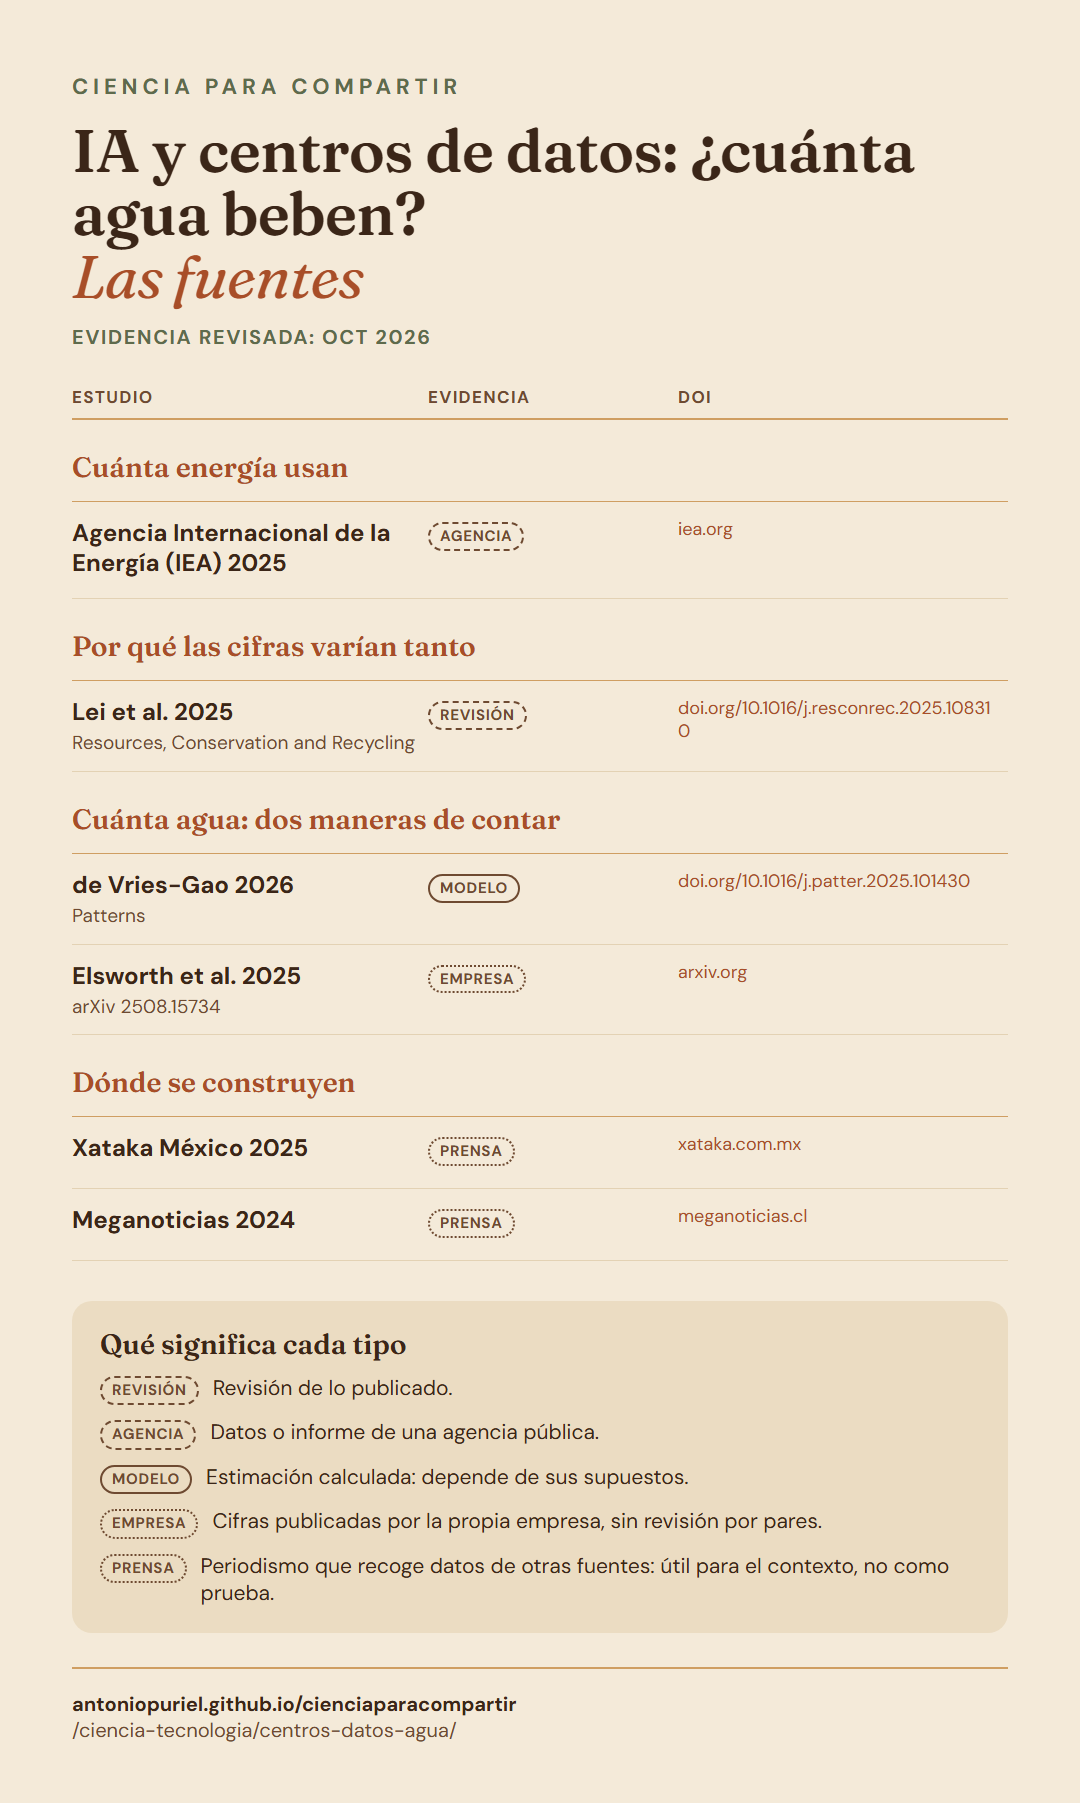 CIENCIA PARA COMPARTIR
IA y centros de datos: ¿cuánta
agua beben?
Las fuentes
EVIDENCIA REVISADA: OCT 2026
ESTUDIO EVIDENCIA DOI
Cuánta energía usan
Agencia Internacional de la AGENCIA iea.org
Energía (IEA) 2025
Por qué las cifras varían tanto
Lei et al. 2025 REVISIÓN doi.org/10.1016/j.resconrec.2025.10831
Resources, Conservation and Recycling 0
Cuánta agua: dos maneras de contar
de Vries-Gao 2026 MODELO doi.org/10.1016/j.patter.2025.101430
Patterns
Elsworth et al. 2025 EMPRESA arxiv.org
arXiv 2508.15734
Dónde se construyen
Xataka México 2025 PRENSA xataka.com.mx
Meganoticias 2024 PRENSA meganoticias.cl
Qué significa cada tipo
REVISIÓN Revisión de lo publicado.
AGENCIA Datos o informe de una agencia pública.
MODELO Estimación calculada: depende de sus supuestos.
EMPRESA Cifras publicadas por la propia empresa, sin revisión por pares.
PRENSA Periodismo que recoge datos de otras fuentes: útil para el contexto, no como
prueba.
antoniopuriel.github.io/cienciaparacompartir
/ciencia-tecnologia/centros-datos-agua/